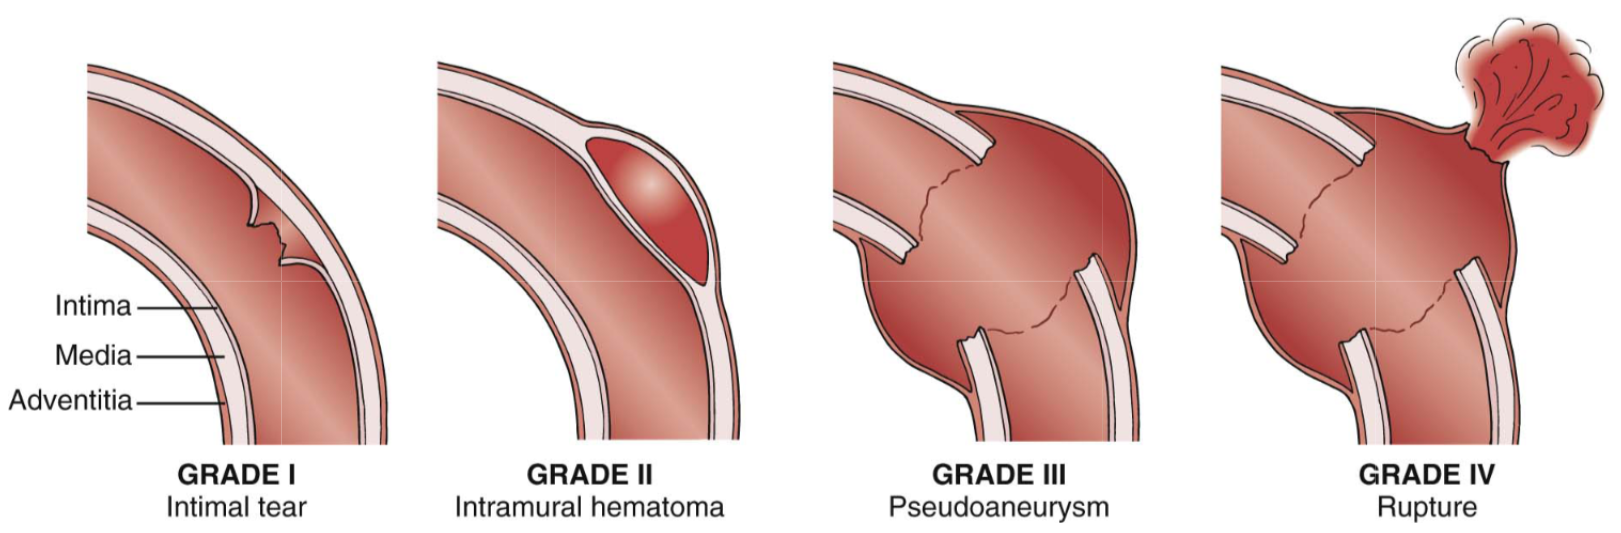 Intima
Media
Adventitia
GRADE I
Intimal tear
GRADE II
Intramural hematoma
GRADE III
Pseudoaneurysm
GRADE IV
Rupture